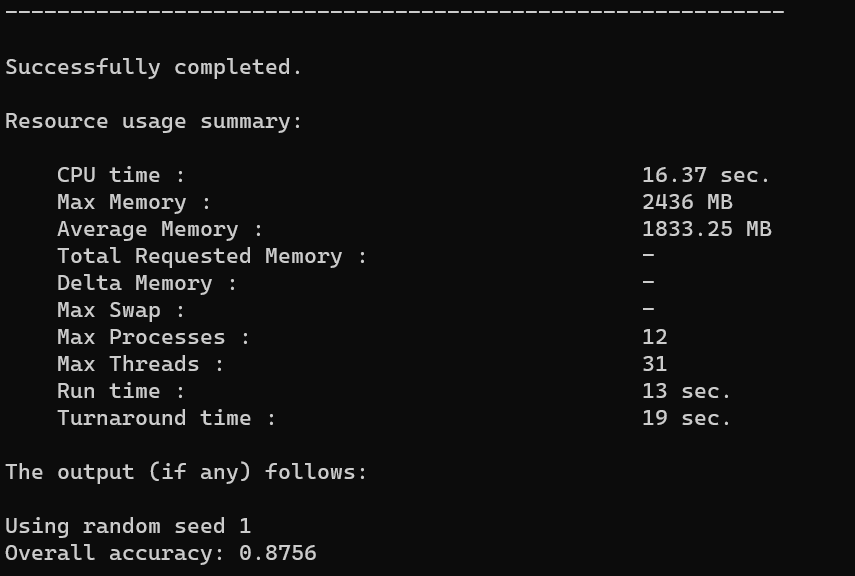 ------------------------------------------------------------
Successfully completed.
Resource usage summary:
CPU time : 16.37 sec.
Max Memory : 2436 MB
Average Memory : 1833.25 MB
Total Requested Memory : -
Delta Memory : -
Max Swap : -
Max Processes : 12
Max Threads : 31
Run time : 13 sec.
Turnaround time : 19 sec.
The output (if any) follows:
Using random seed 1
Overall accuracy: 0.8756